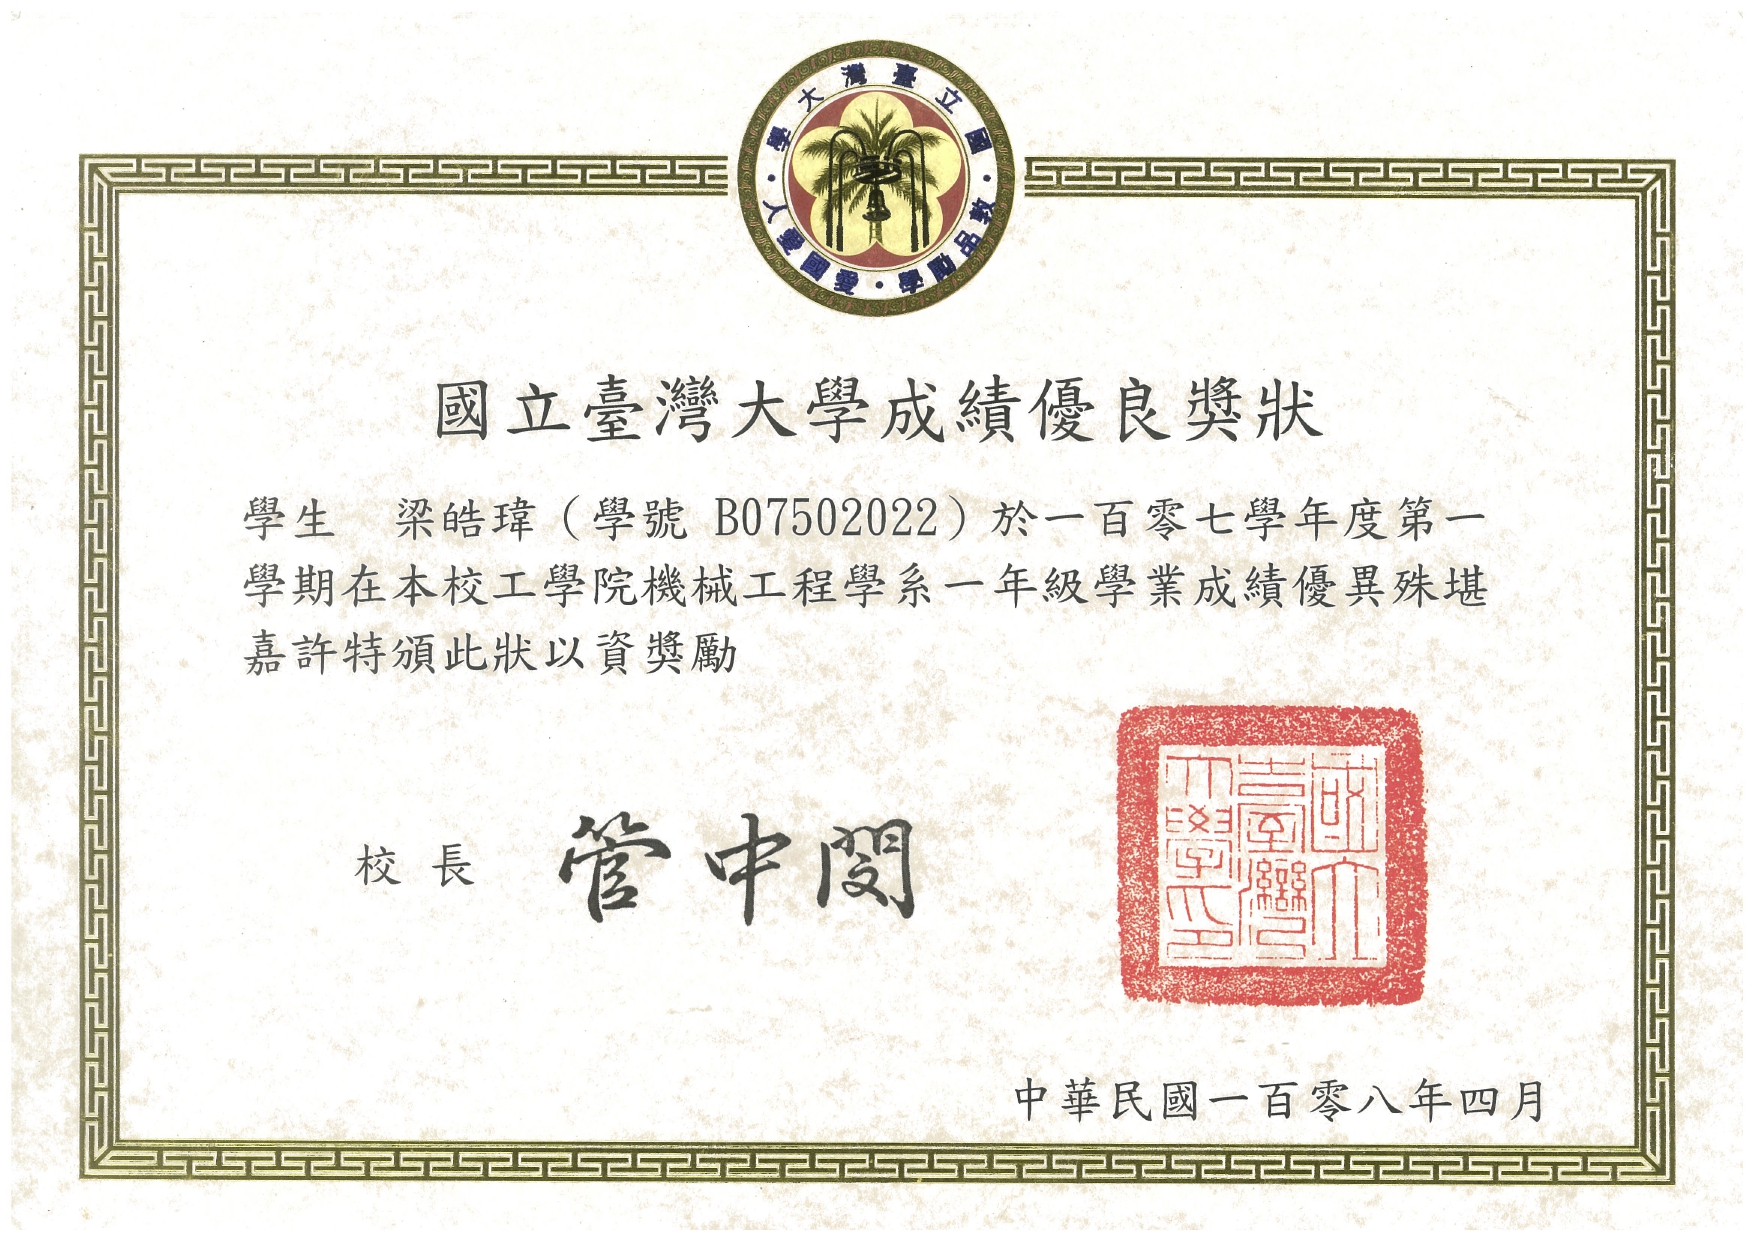 國立臺灣大學
敦品勵學・愛國愛人
國立臺灣大學成績優良獎狀
學生　梁皓瑋（學號 B07502022）於一百零七學年度第一
學期在本校工學院機械工程學系一年級學業成績優異殊堪
嘉許特頒此狀以資獎勵
校長　管中閔
國立臺灣大學印
中華民國一百零八年四月